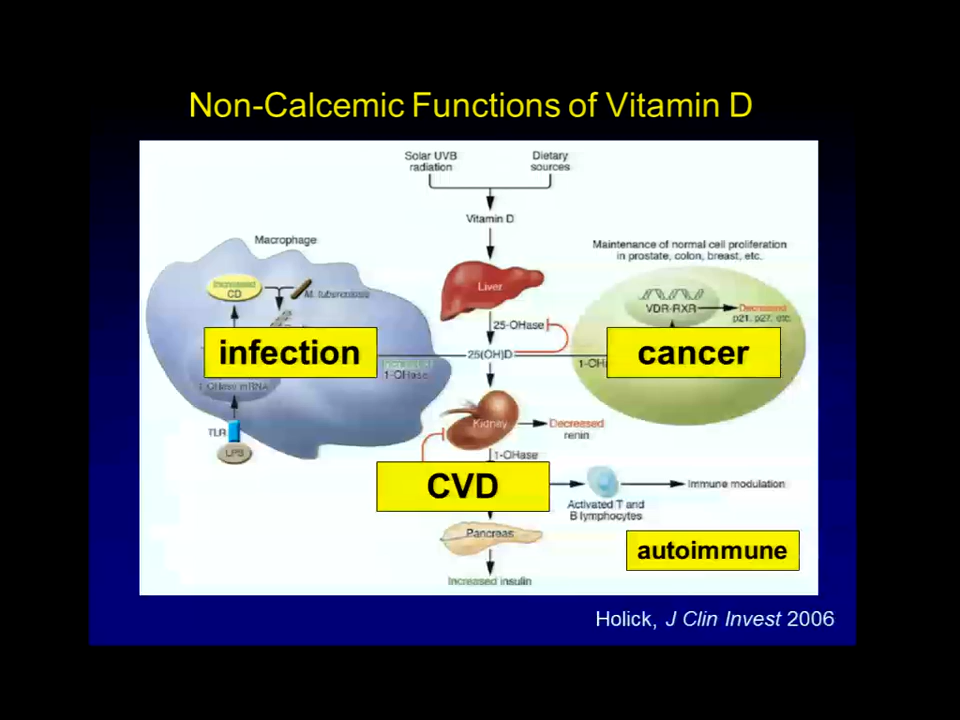 Non-Calcemic Functions of Vitamin D
Solar UVB
radiation
Dietary
sources
Vitamin D
Macrophage
Maintenance of normal cell proliferation
in prostate, colon, breast, etc.
Increased
CD
M. tuberculosis
Liver
VDR-RXR
Decreased
p21, p27, etc.
25-OHase
infection
25(OH)D
cancer
Increased
1-OHase
1-OHase mRNA
Kidney
Decreased
renin
TLR
LPS
1-OHase
CVD
Immune modulation
Activated T and
B lymphocytes
Pancreas
autoimmune
Increased insulin
Holick, J Clin Invest 2006